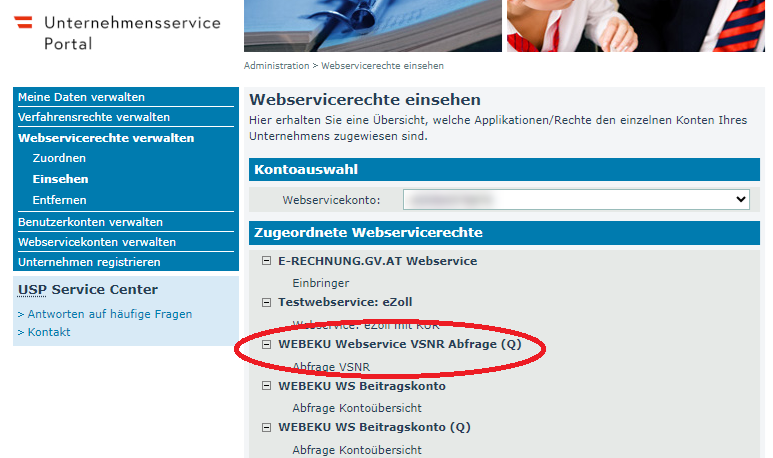 Unternehmensservice
Portal
Administration > Webservicerechte einsehen
Meine Daten verwalten
Verfahrensrechte verwalten
Webservicerechte verwalten
Zuordnen
Einsehen
Entfernen
Benutzerkonten verwalten
Webservicekonten verwalten
Unternehmen registrieren
USP Service Center
> Antworten auf häufige Fragen
> Kontakt
Webservicerechte einsehen
Hier erhalten Sie eine Übersicht, welche Applikationen/Rechte den einzelnen Konten Ihres
Unternehmens zugewiesen sind.
Kontoauswahl
Webservicekonto:
Zugeordnete Webservicerechte
E-RECHNUNG.GV.AT Webservice
Einbringer
Testwebservice: eZoll
Webservice: eZoll mit KUR
WEBEKU Webservice VSNR Abfrage (Q)
Abfrage VSNR
WEBEKU WS Beitragskonto
Abfrage Kontoübersicht
WEBEKU WS Beitragskonto (Q)
Abfrage Kontoübersicht